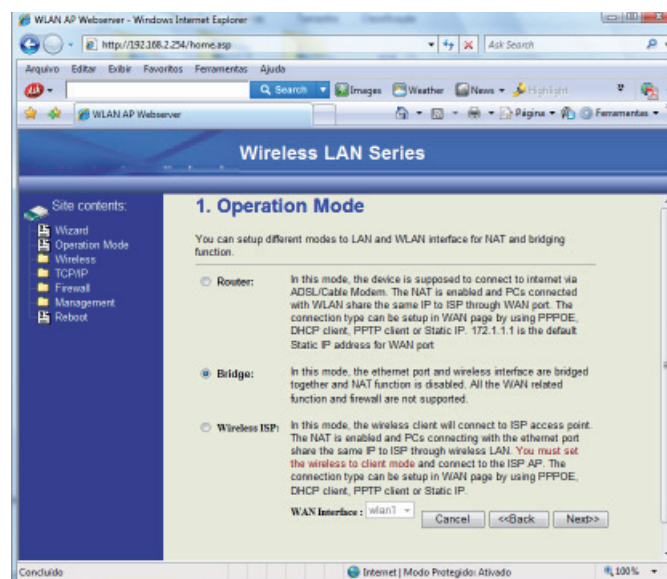 WLAN AP Webserver - Windows Internet Explorer
http://192.168.2.254/home.asp
Ask Search
Arquivo Editar Exibir Favoritos Ferramentas Ajuda
Search Images Weather News Highlight
WLAN AP Webserver
Página Ferramentas
Wireless LAN Series
Site contents:
Wizard
Operation Mode
Wireless
TCP/IP
Firewall
Management
Reboot
1. Operation Mode
You can setup different modes to LAN and WLAN interface for NAT and bridging
function.
Router: In this mode, the device is supposed to connect to internet via
ADSL/Cable Modem. The NAT is enabled and PCs connected
with WLAN share the same IP to ISP through WAN port. The
connection type can be setup in WAN page by using PPPOE,
DHCP client, PPTP client or Static IP. 172.1.1.1 is the default
Static IP address for WAN port
Bridge: In this mode, the ethernet port and wireless interface are bridged
together and NAT function is disabled. All the WAN related
function and firewall are not supported.
Wireless ISP: In this mode, the wireless client will connect to ISP access point.
The NAT is enabled and PCs connecting with the ethernet port
share the same IP to ISP through wireless LAN. You must set
the wireless to client mode and connect to the ISP AP. The
connection type can be setup in WAN page by using PPPOE,
DHCP client, PPTP client or Static IP.
WAN Interface : wlan1
Cancel <<Back Next>>
Concluído
Internet | Modo Protegido: Ativado
100%